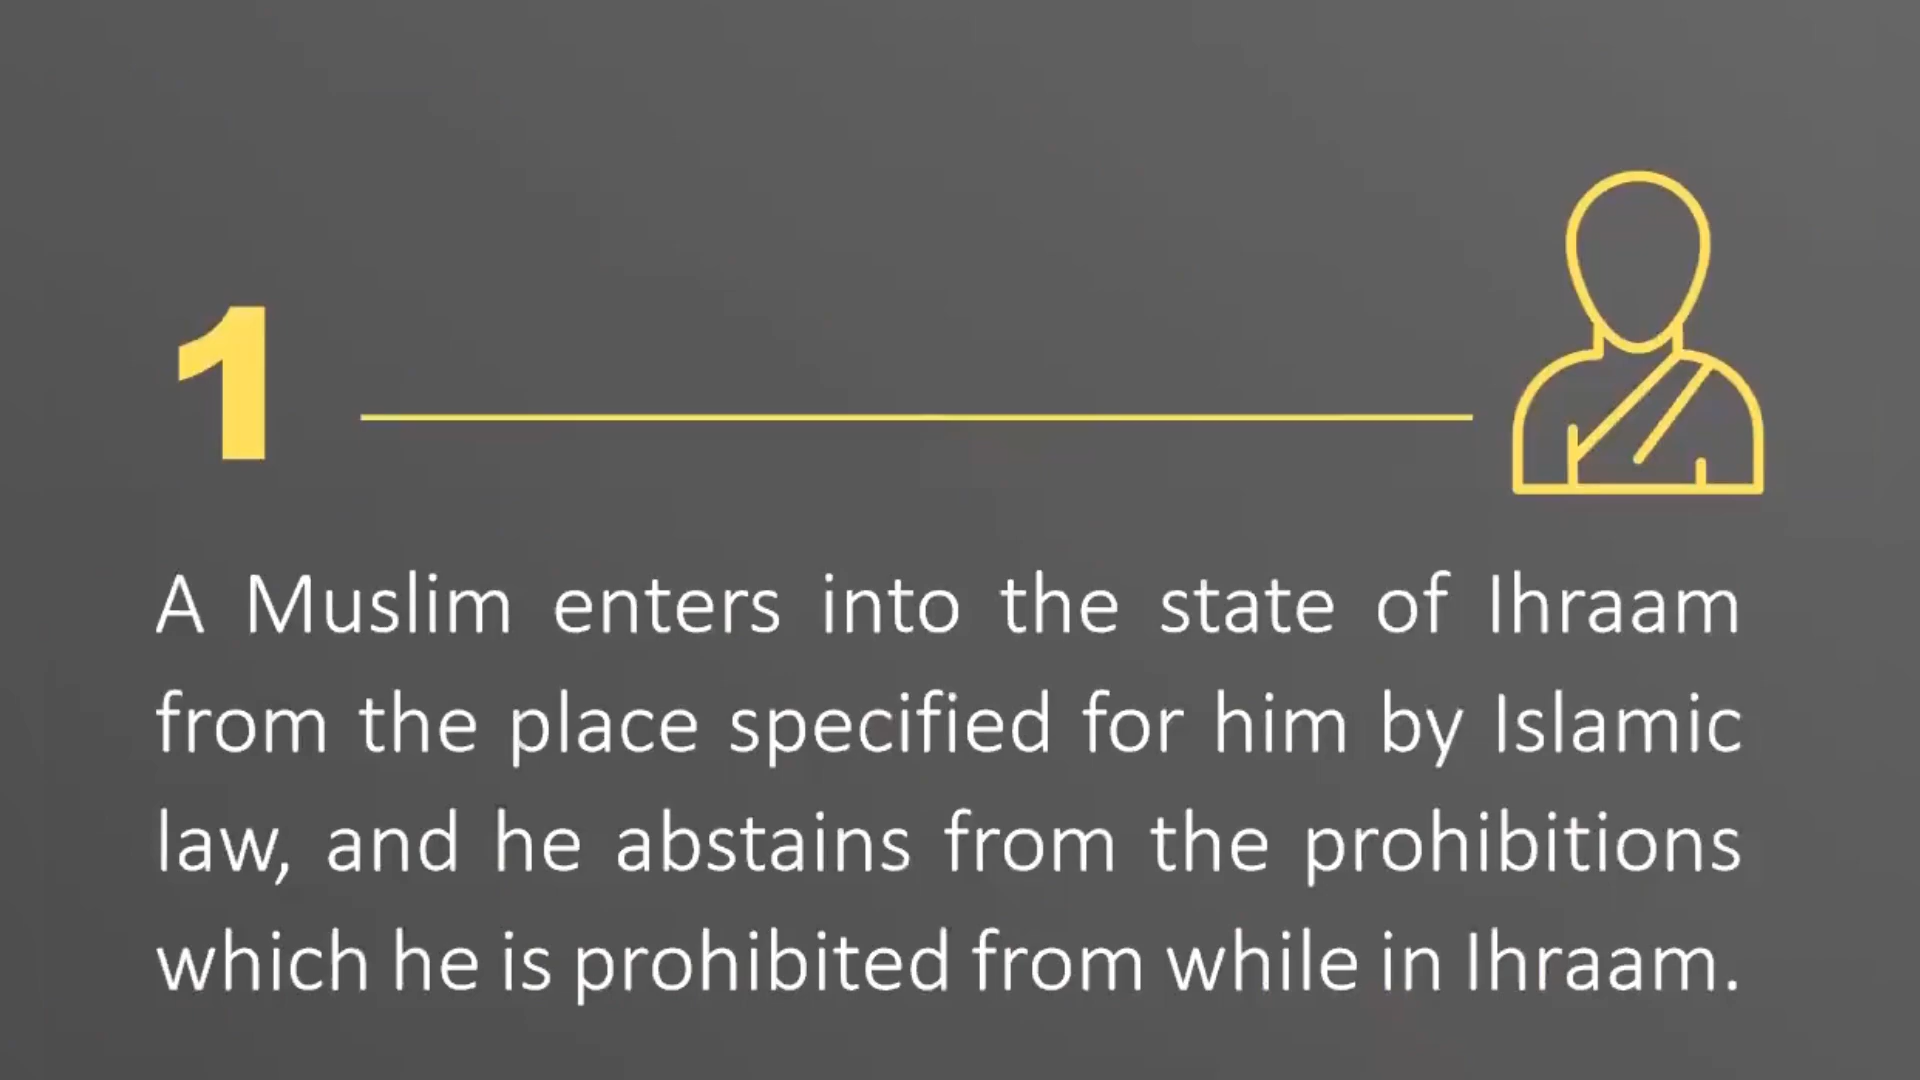 1
A Muslim enters into the state of Ihraam
from the place specified for him by Islamic
law, and he abstains from the prohibitions
which he is prohibited from while in Ihraam.